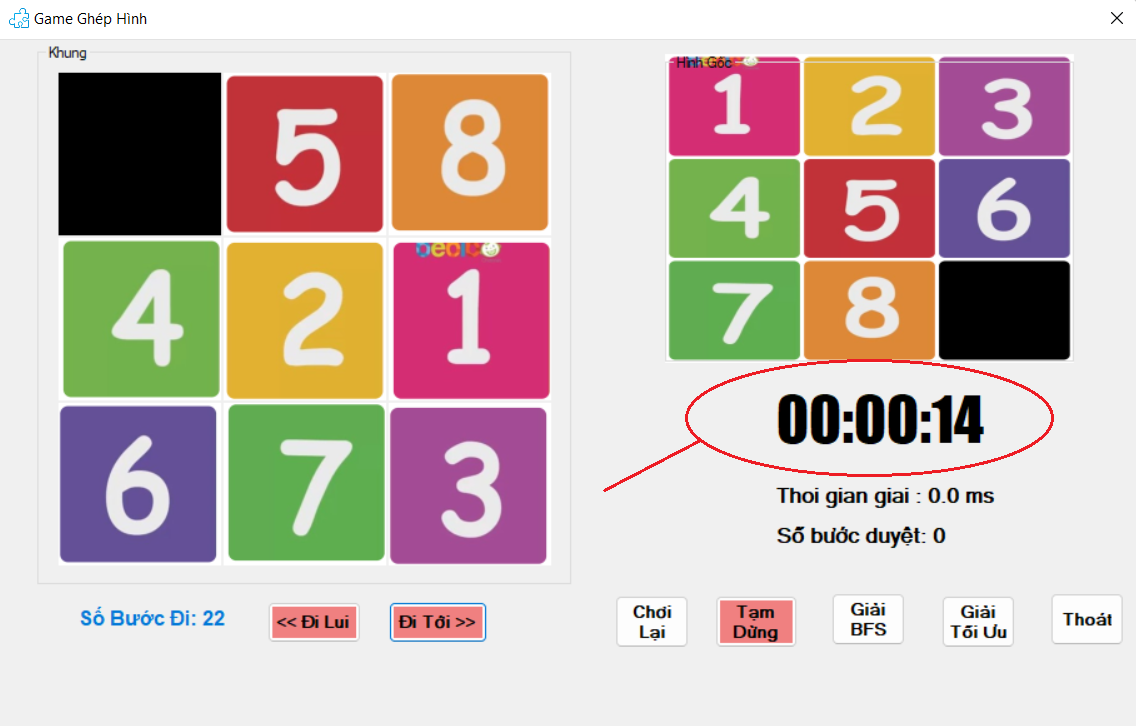 Game Ghép Hình
Khung
5 8
4 2 1
6 7 3
Hình Gốc
1 2 3
4 5 6
7 8
00:00:14
Thoi gian giai : 0.0 ms
Số bước duyệt: 0
Số Bước Đi: 22
<< Đi Lui
Đi Tới >>
Chơi
Lại
Tạm
Dừng
Giải
BFS
Giải
Tối Ưu
Thoát